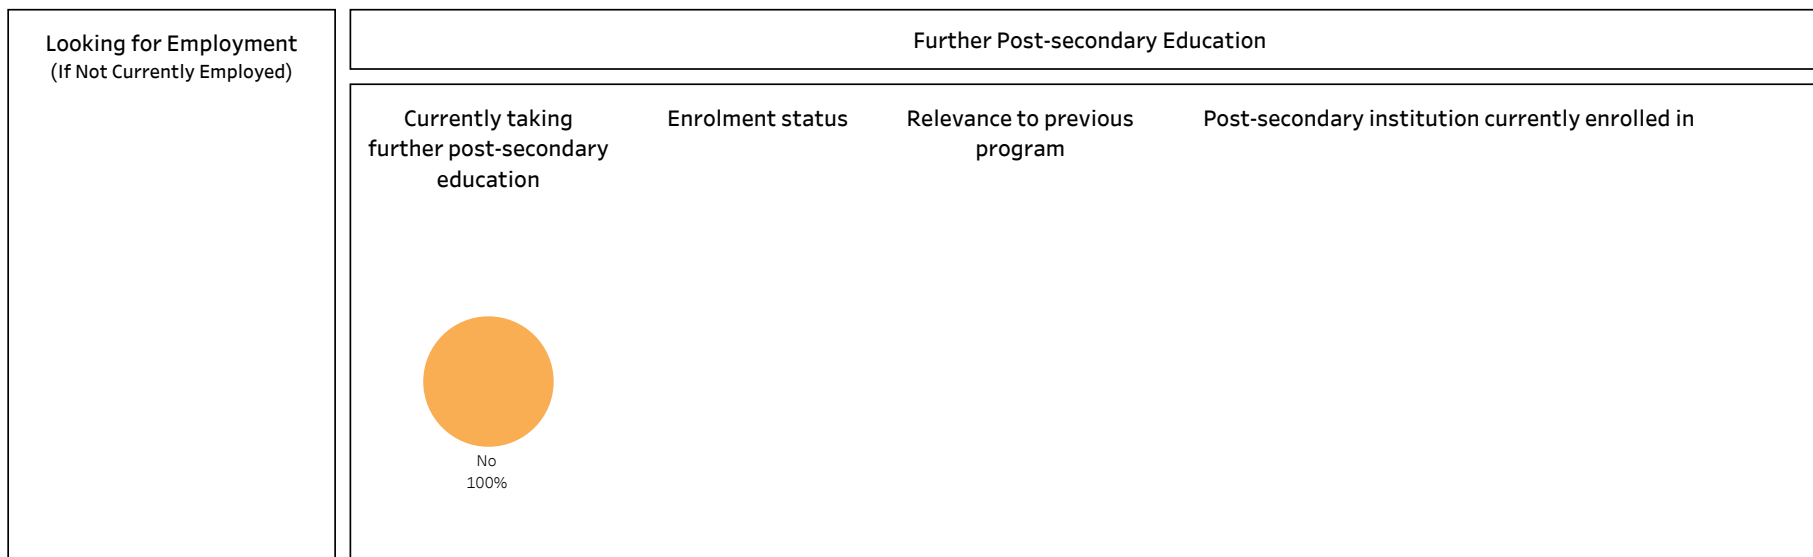 Looking for Employment
(If Not Currently Employed)
Further Post-secondary Education
Currently taking
further post-secondary
education
Enrolment status
Relevance to previous
program
Post-secondary institution currently enrolled in
No
100%